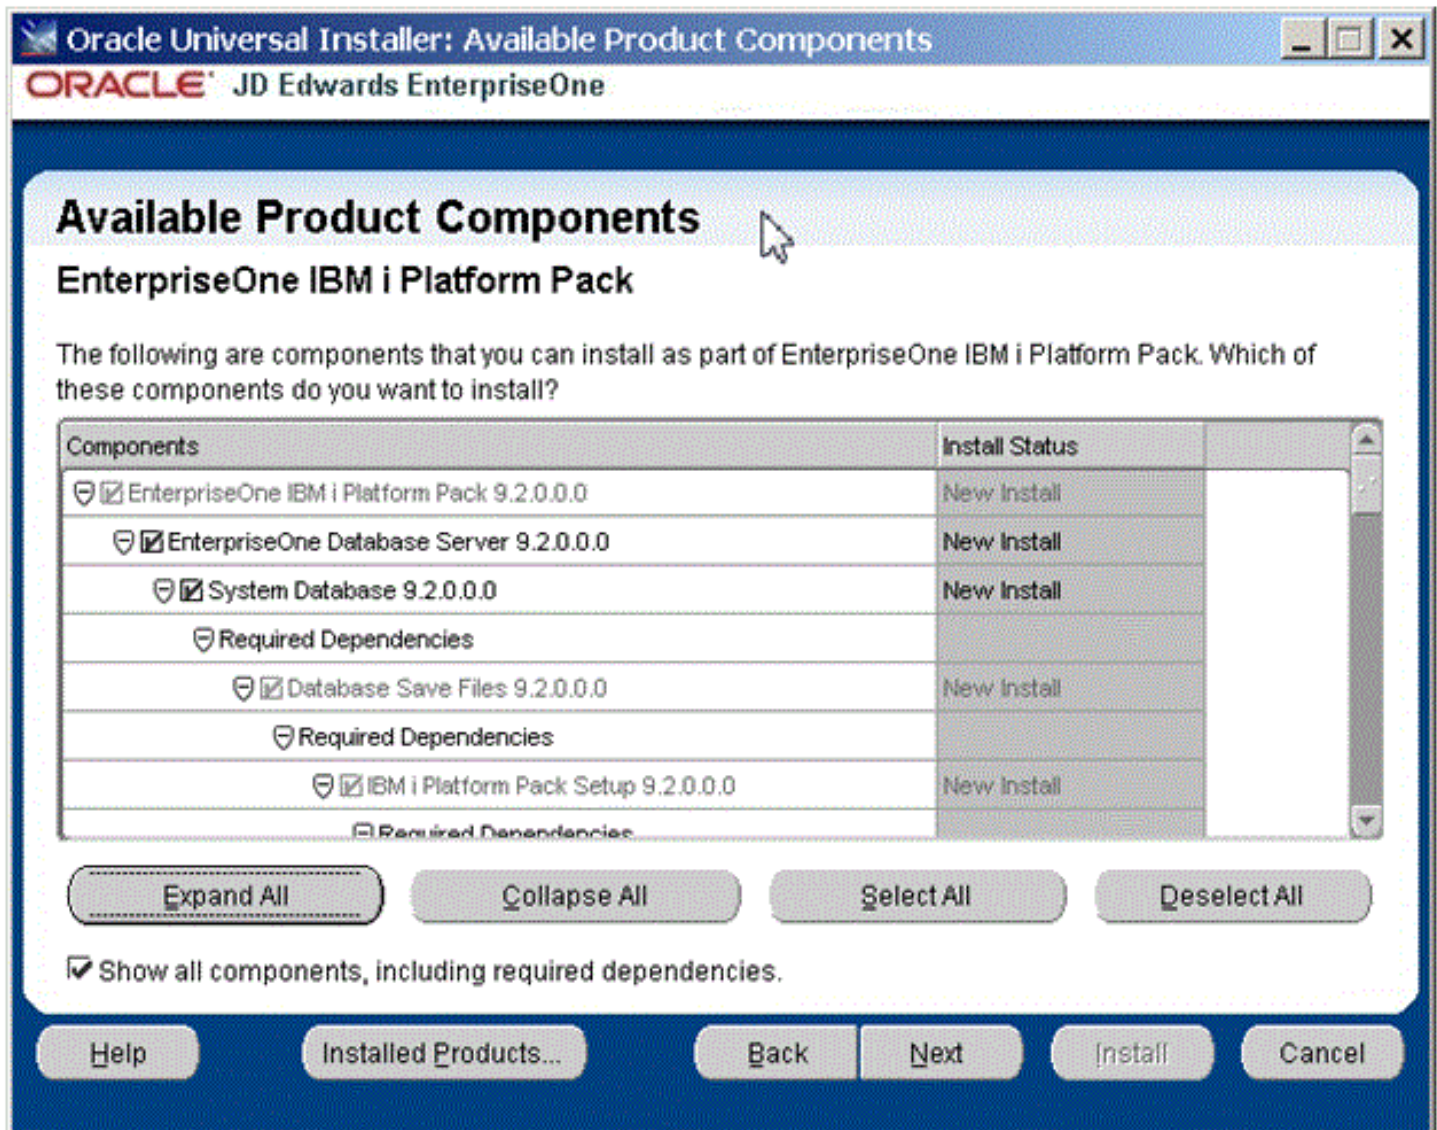 Oracle Universal Installer: Available Product Components
ORACLE JD Edwards EnterpriseOne
Available Product Components
EnterpriseOne IBM i Platform Pack
The following are components that you can install as part of EnterpriseOne IBM i Platform Pack. Which of
these components do you want to install?
Components Install Status
EnterpriseOne IBM i Platform Pack 9.2.0.0.0 New Install
EnterpriseOne Database Server 9.2.0.0.0 New Install
System Database 9.2.0.0.0 New Install
Required Dependencies
Database Save Files 9.2.0.0.0 New Install
Required Dependencies
IBM i Platform Pack Setup 9.2.0.0.0 New Install
Required Dependencies
Expand All Collapse All Select All Deselect All
Show all components, including required dependencies.
Help Installed Products... Back Next Install Cancel